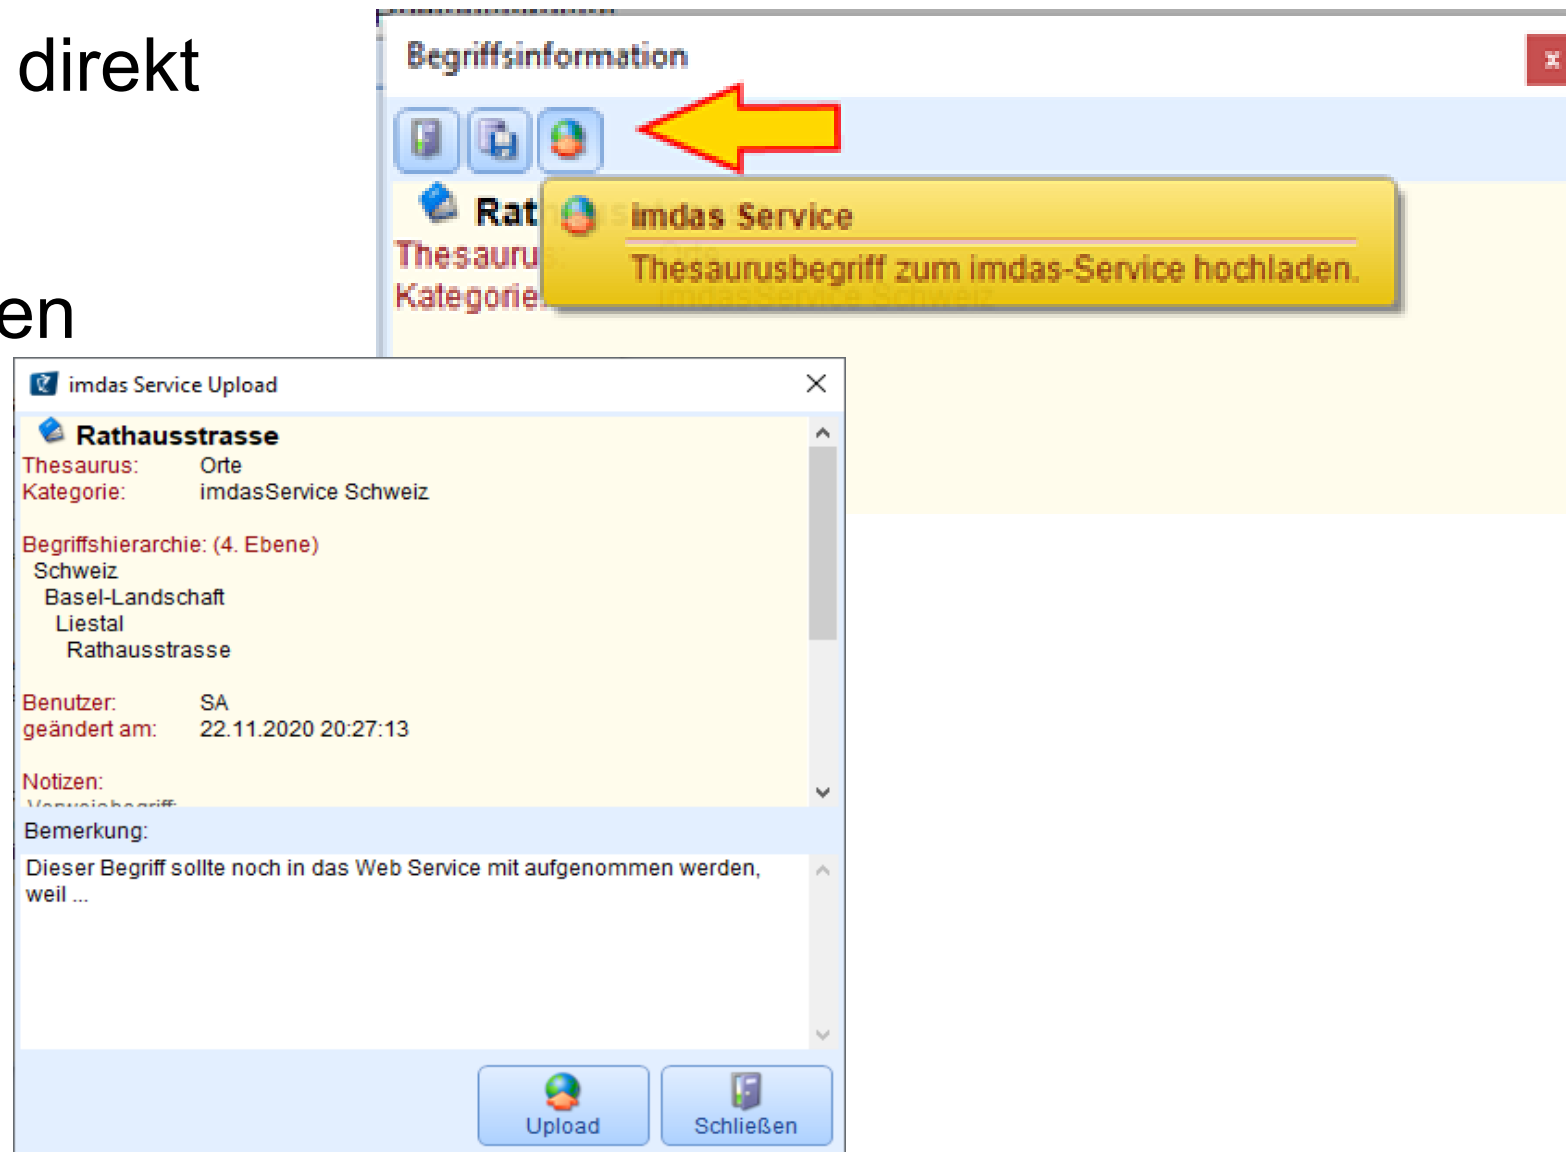 direkt
en
Begriffsinformation
imdas Service
Thesaurusbegriff zum imdas-Service hochladen.
Rat
Thesauru
Kategorie
imdasService Schweiz
imdas Service Upload
Rathausstrasse
Thesaurus: Orte
Kategorie: imdasService Schweiz
Begriffshierarchie: (4. Ebene)
Schweiz
Basel-Landschaft
Liestal
Rathausstrasse
Benutzer: SA
geändert am: 22.11.2020 20:27:13
Notizen:
Bemerkung:
Dieser Begriff sollte noch in das Web Service mit aufgenommen werden,
weil ...
Upload
Schließen